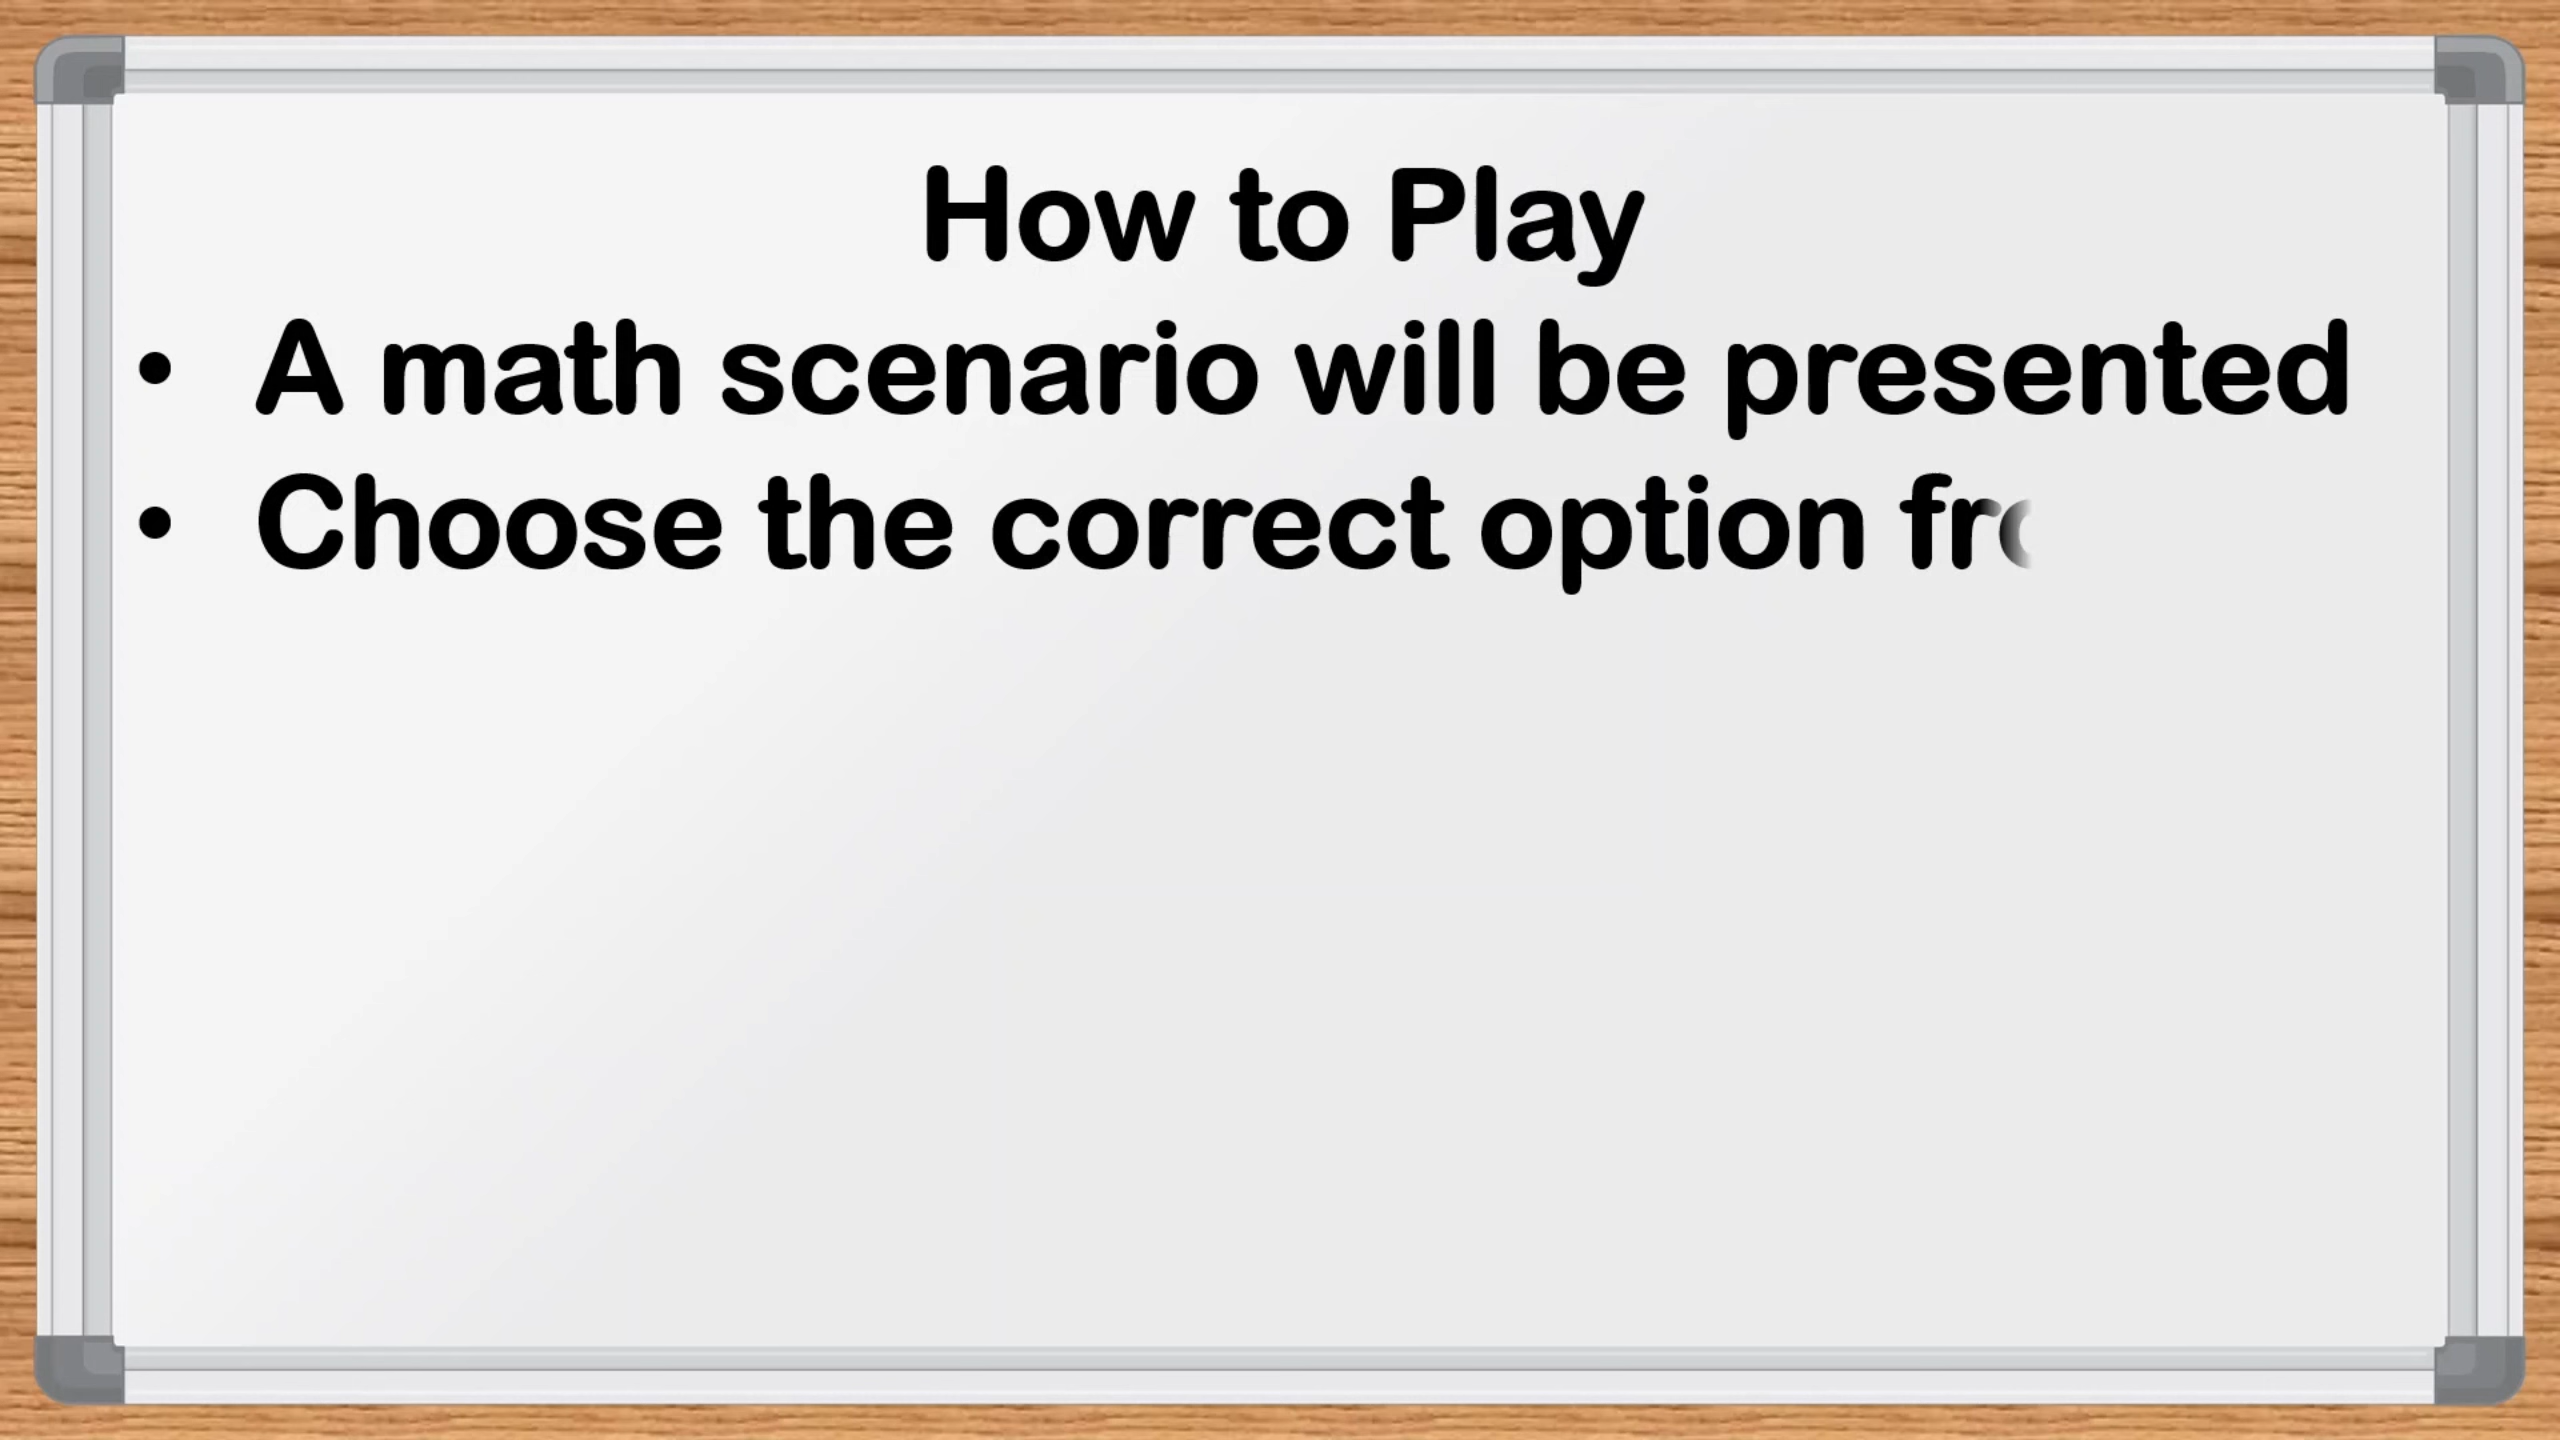 How to Play
• A math scenario will be presented
• Choose the correct option